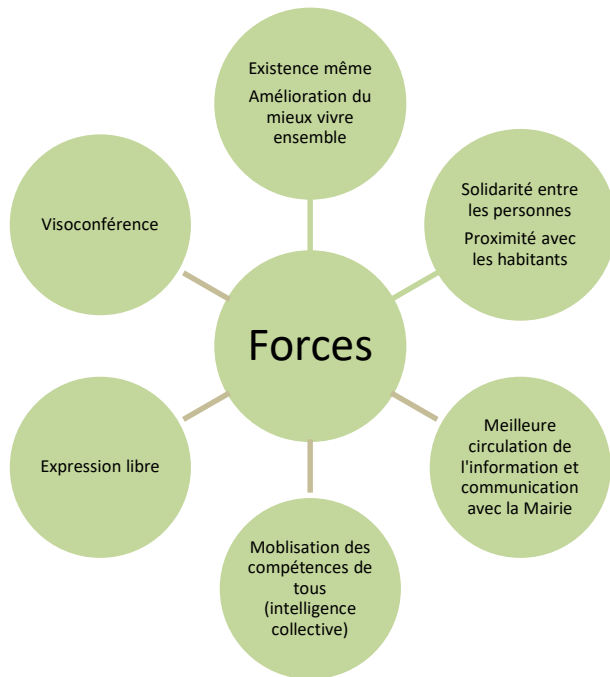 Existence même
Amélioration du
mieux vivre
ensemble
Solidarité entre
les personnes
Proximité avec
les habitants
Visoconférence
Forces
Meilleure
circulation de
l'information et
communication
avec la Mairie
Expression libre
Moblisation des
compétences de
tous
(intelligence
collective)